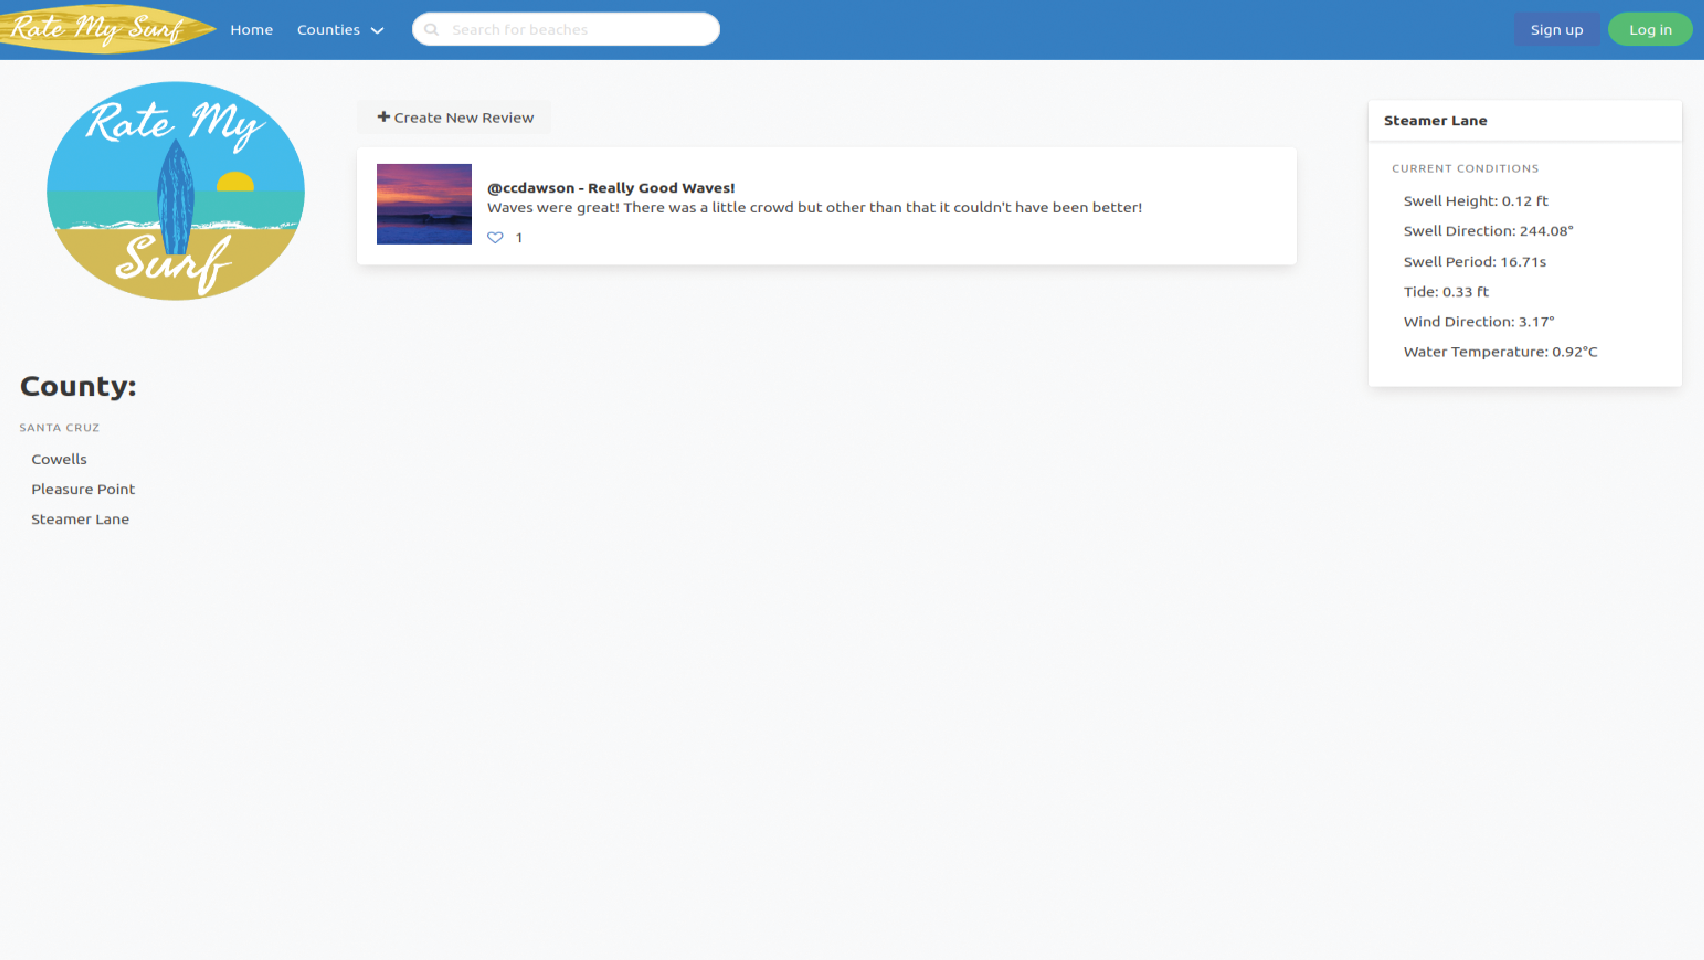 Rate My Surf
Home
Counties
Search for beaches
Sign up
Log in
Rate My
Surf
Create New Review
@ccdawson - Really Good Waves!!
Waves were great! There was a little crowd but other than that it couldn't have been better!
1
Steamer Lane
CURRENT CONDITIONS
Swell Height: 0.12 ft
Swell Direction: 244.08°
Swell Period: 16.71s
Tide: 0.33 ft
Wind Direction: 3.17°
Water Temperature: 0.92°C
County:
SANTA CRUZ
Cowells
Pleasure Point
Steamer Lane